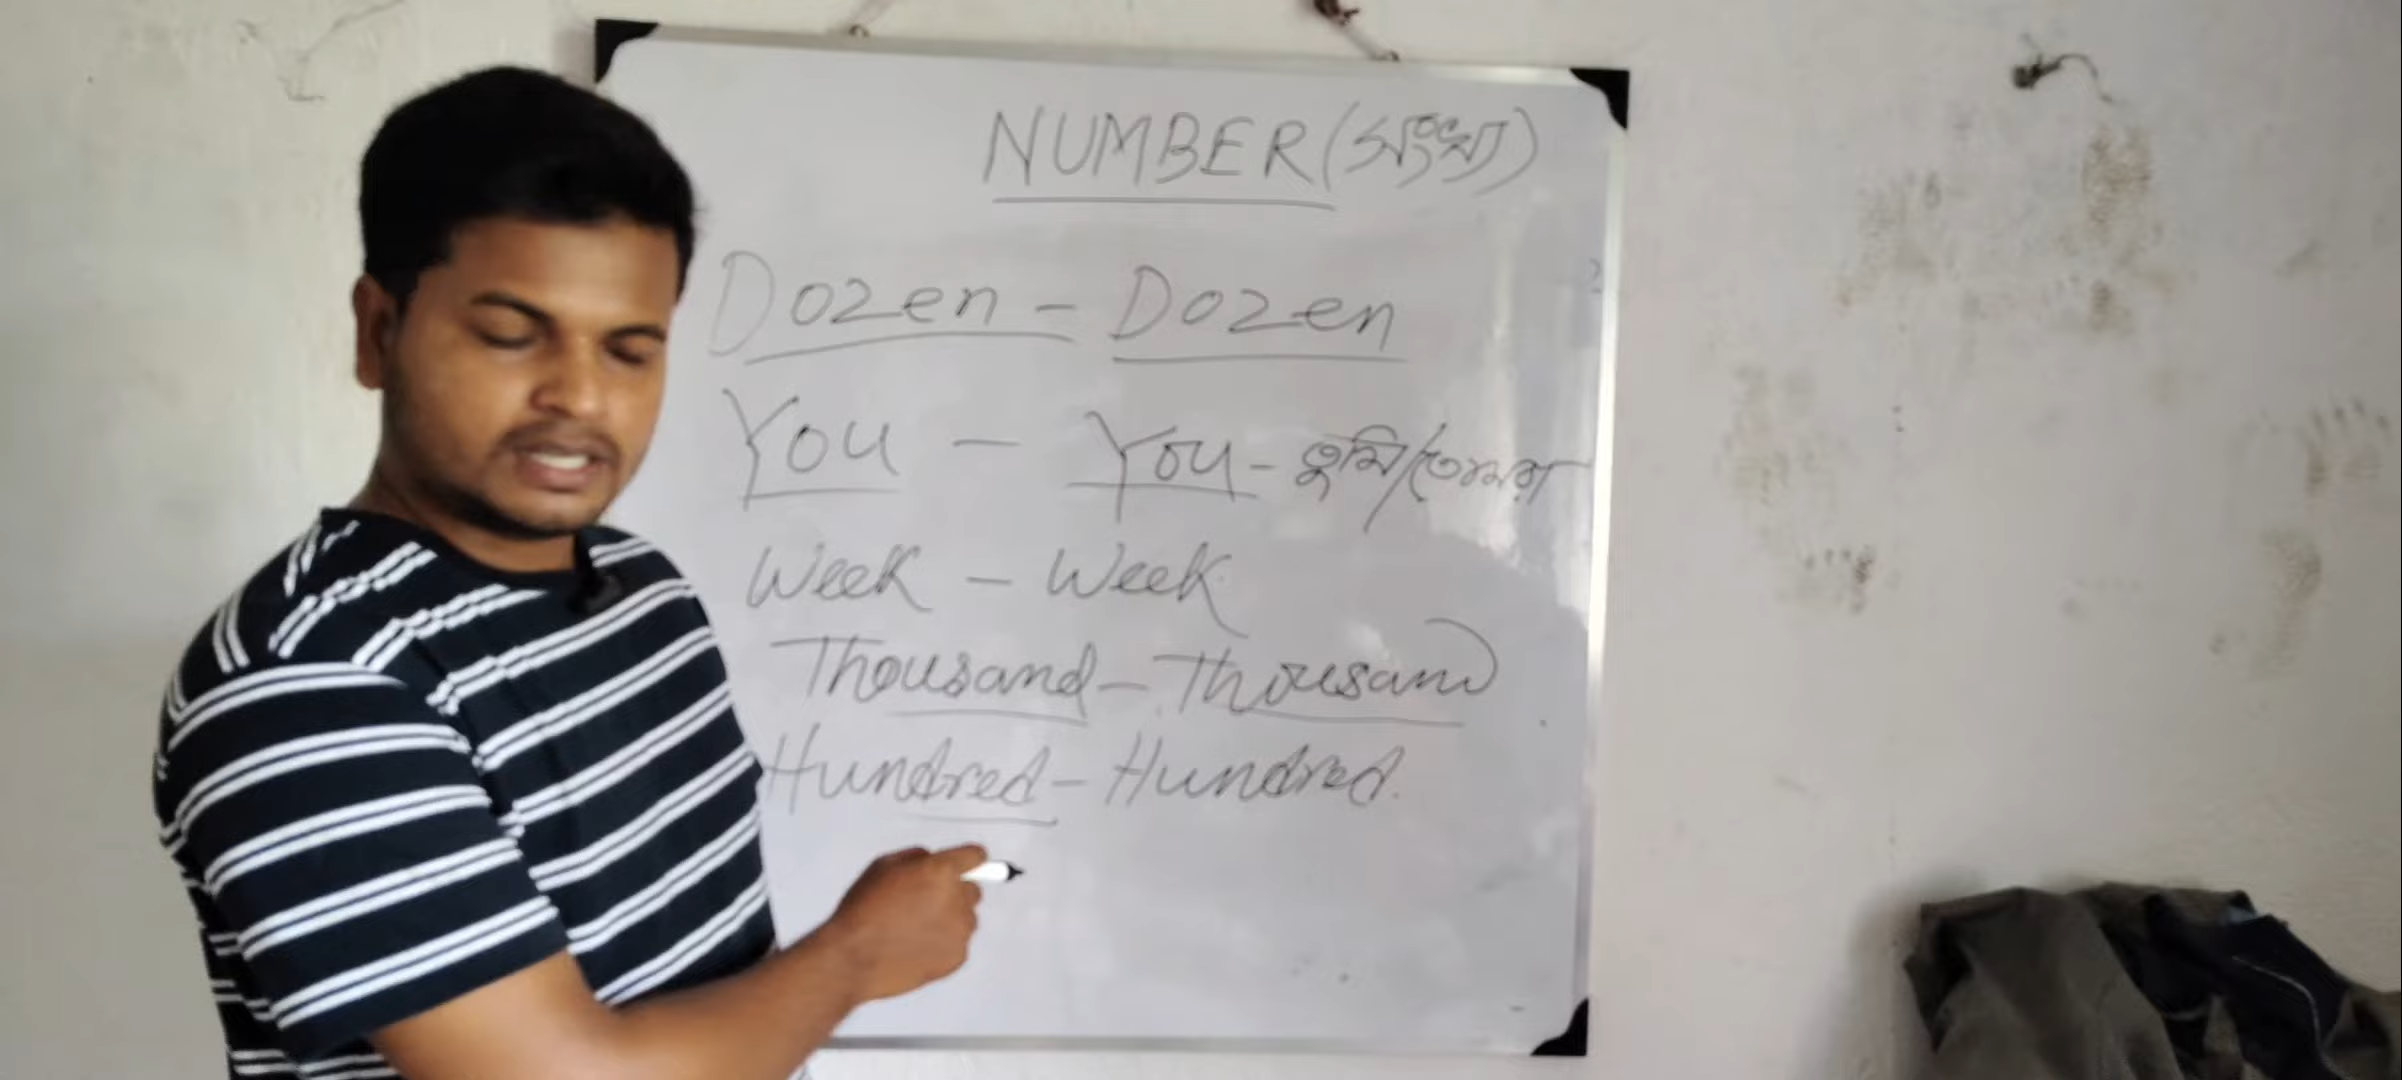 NUMBER (সংখ্যা)
Dozen - Dozen
You - You - তুমি/তোমরা
Week - Week
Thousand - Thousand
Hundred - Hundred.